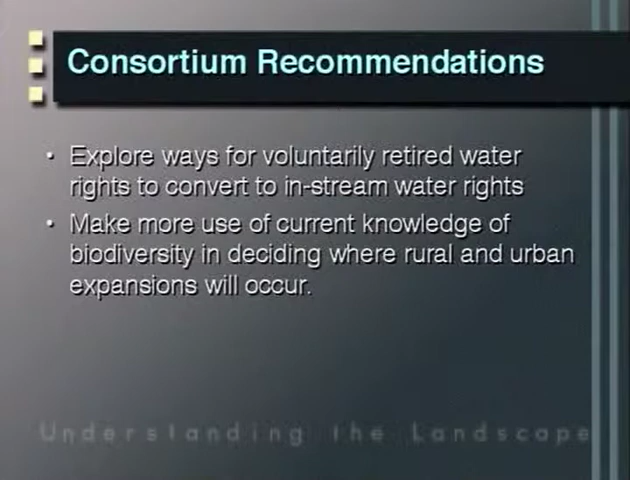 Consortium Recommendations
• Explore ways for voluntarily retired water
rights to convert to in-stream water rights
• Make more use of current knowledge of
biodiversity in deciding where rural and urban
expansions will occur.
Understanding the Landscape